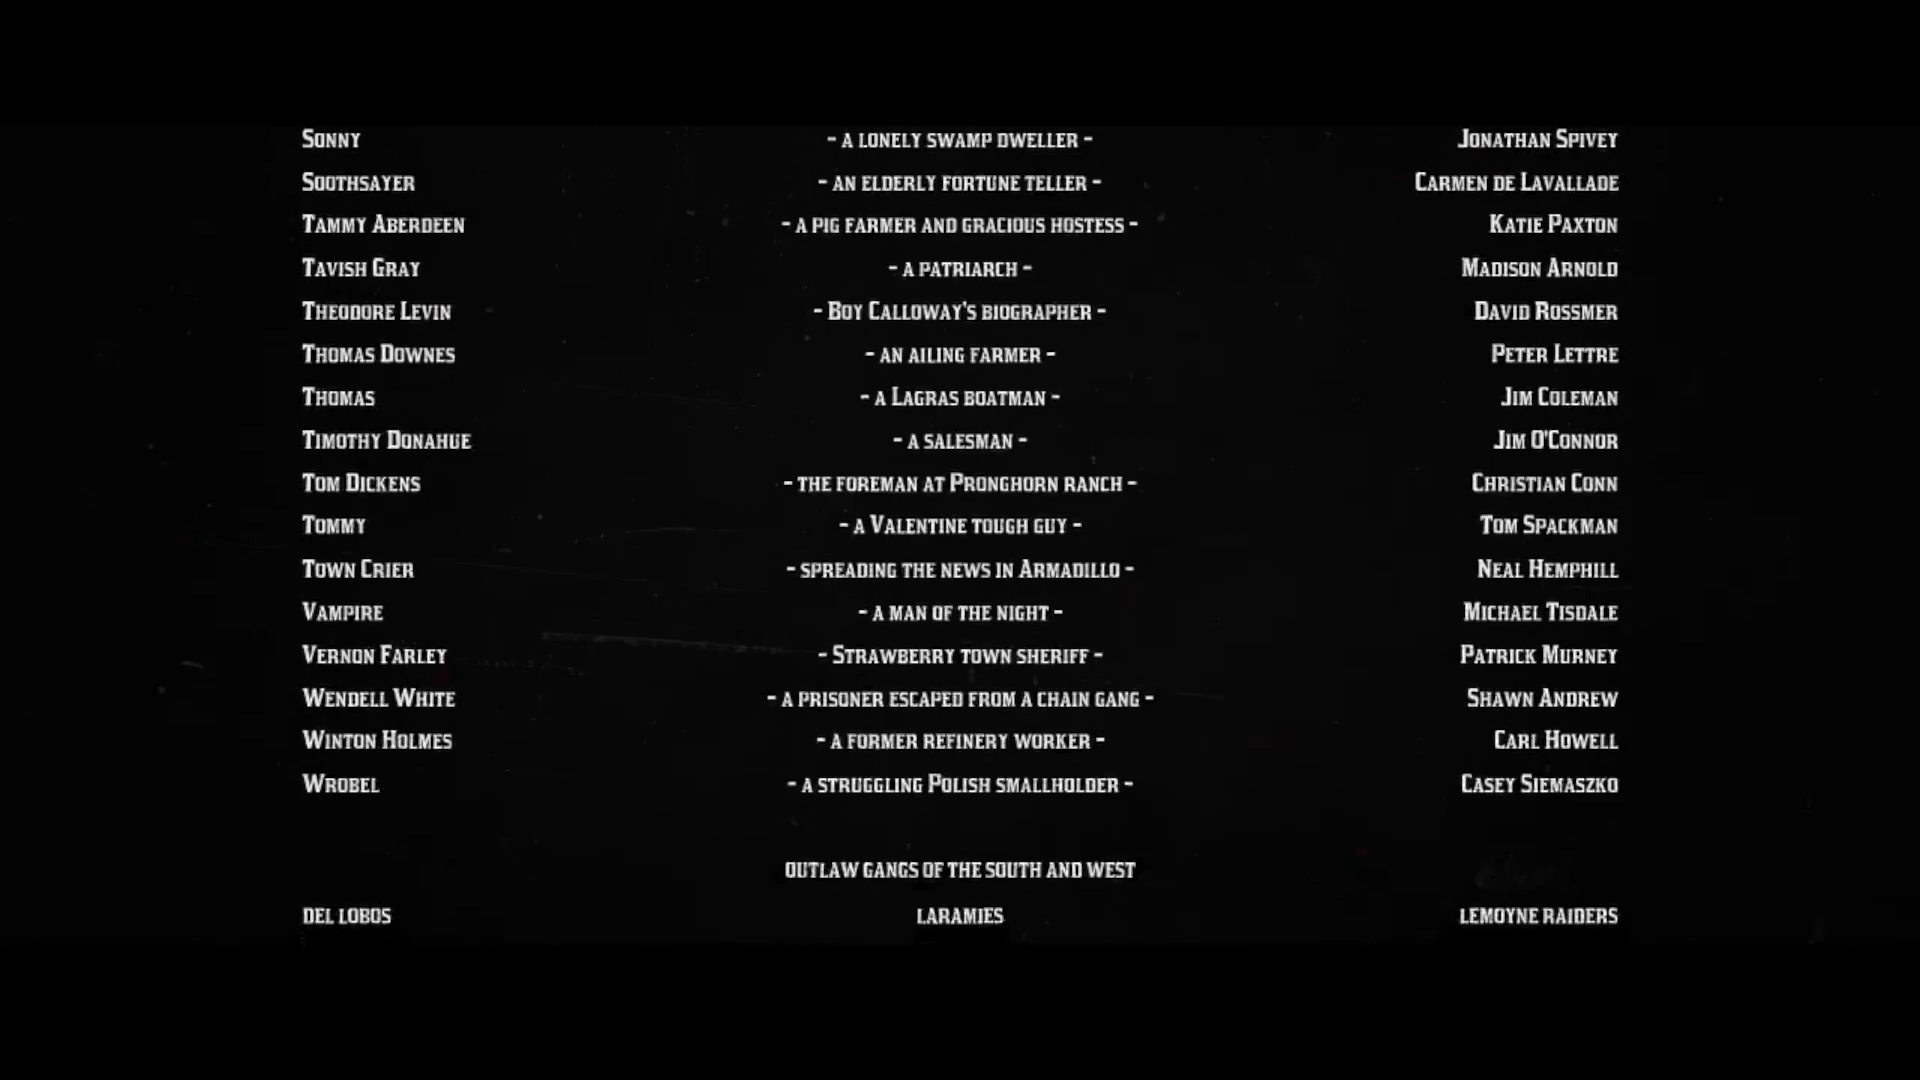 Sonny - a lonely swamp dweller - Jonathan Spivey
Soothsayer - an elderly fortune teller - Carmen de Lavallade
Tammy Aberdeen - a pig farmer and gracious hostess - Katie Paxton
Tavish Gray - a patriarch - Madison Arnold
Theodore Levin - Boy Calloway's biographer - David Rossmer
Thomas Downes - an ailing farmer - Peter Lettre
Thomas - a Lagras boatman - Jim Coleman
Timothy Donahue - a salesman - Jim O'Connor
Tom Dickens - the foreman at Pronghorn ranch - Christian Conn
Tommy - a Valentine tough guy - Tom Spackman
Town Crier - spreading the news in Armadillo - Neal Hemphill
Vampire - a man of the night - Michael Tisdale
Vernon Farley - Strawberry town sheriff - Patrick Murney
Wendell White - a prisoner escaped from a chain gang - Shawn Andrew
Winton Holmes - a former refinery worker - Carl Howell
Wrobel - a struggling Polish smallholder - Casey Siemaszko
OUTLAW GANGS OF THE SOUTH AND WEST
DEL LOBOS LARAMIES LEMOYNE RAIDERS